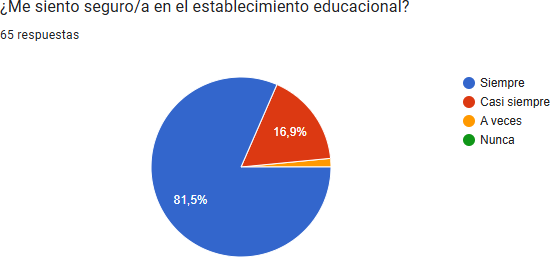 ¿Me siento seguro/a en el establecimiento educacional?
65 respuestas
Siempre
Casi siempre
A veces
Nunca
16,9%
81,5%